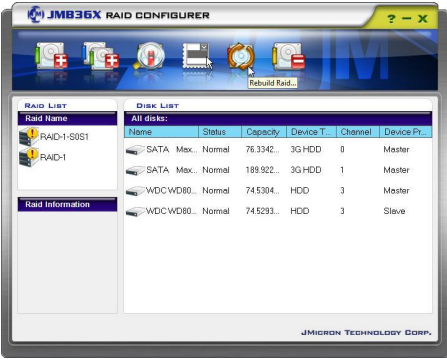 JM JMB36X RAID CONFIGURER
? – X
Rebuild Raid...
RAID LIST
Raid Name
RAID-1-S0S1
RAID-1
Raid Information
DISK LIST
All disks:
Name Status Capacity Device T... Channel Device Pr...
SATA Max... Normal 76.3342... 3G HDD 0 Master
SATA Max... Normal 189.922... 3G HDD 1 Master
WDC WD80... Normal 74.5304... HDD 3 Master
WDC WD80... Normal 74.5293... HDD 3 Slave
JMICRON TECHNOLOGY CORP.